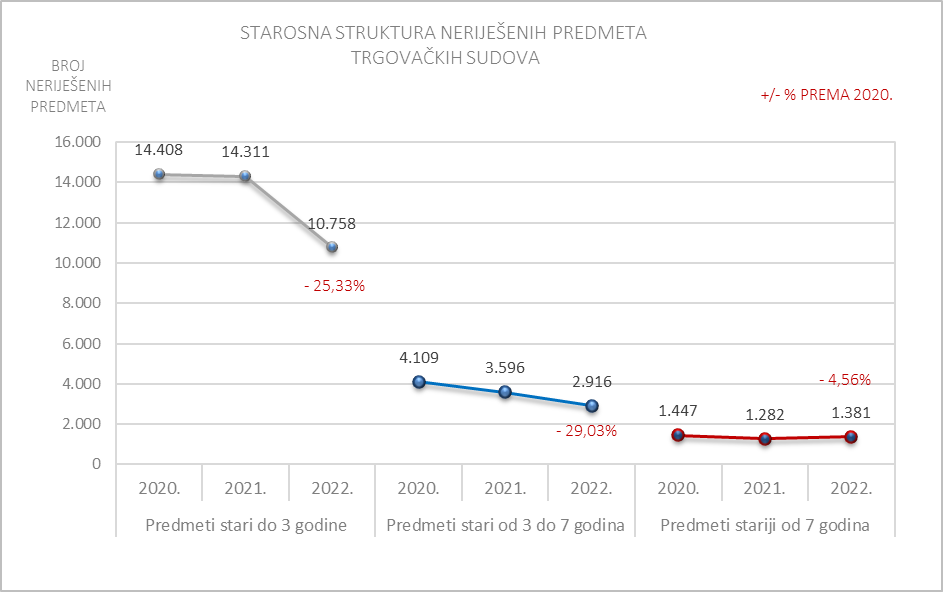 STAROSNA STRUKTURA NERIJEŠENIH PREDMETA
TRGOVAČKIH SUDOVA
BROJ
NERIJEŠENIH
PREDMETA
+/- % PREMA 2020.
16.000
14.000
12.000
10.000
8.000
6.000
4.000
2.000
0
14.408
14.311
10.758
- 25,33%
4.109
3.596
2.916
- 29,03%
1.447
1.282
1.381
- 4,56%
2020. 2021. 2022. 2020. 2021. 2022. 2020. 2021. 2022.
Predmeti stari do 3 godine Predmeti stari od 3 do 7 godina Predmeti stariji od 7 godina